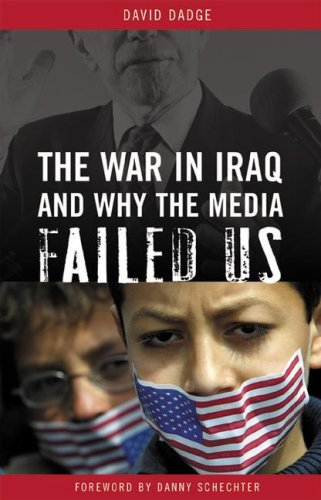 DAVID DADGE
THE WAR IN IRAQ
AND WHY THE MEDIA
FAILED US
FOREWORD BY DANNY SCHECHTER